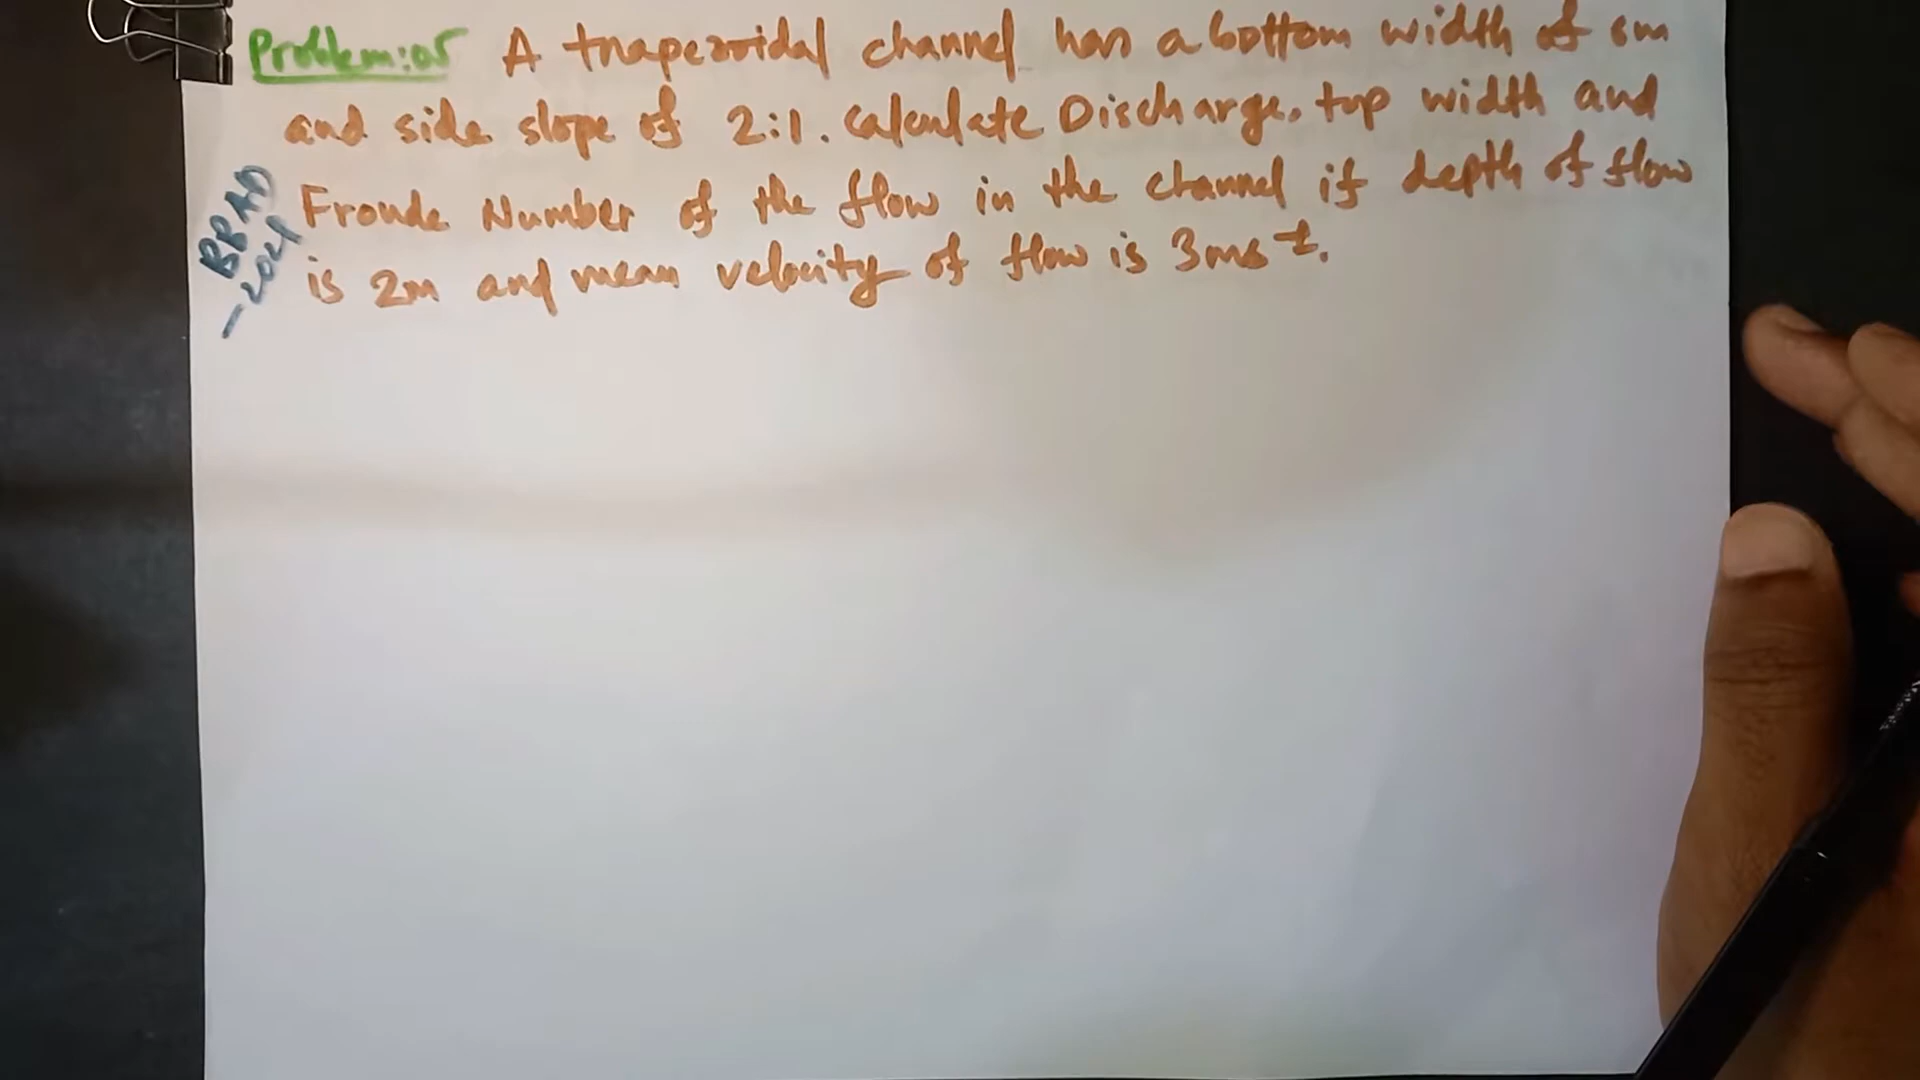 Problem: 05 A trapezoidal channel has a bottom width of 6m
and side slope of 2:1. Calculate Discharge, top width and
Froude Number of the flow in the channel if depth of flow
is 2m and mean velocity of flow is 3ms⁻¹.
BBAD
-2021